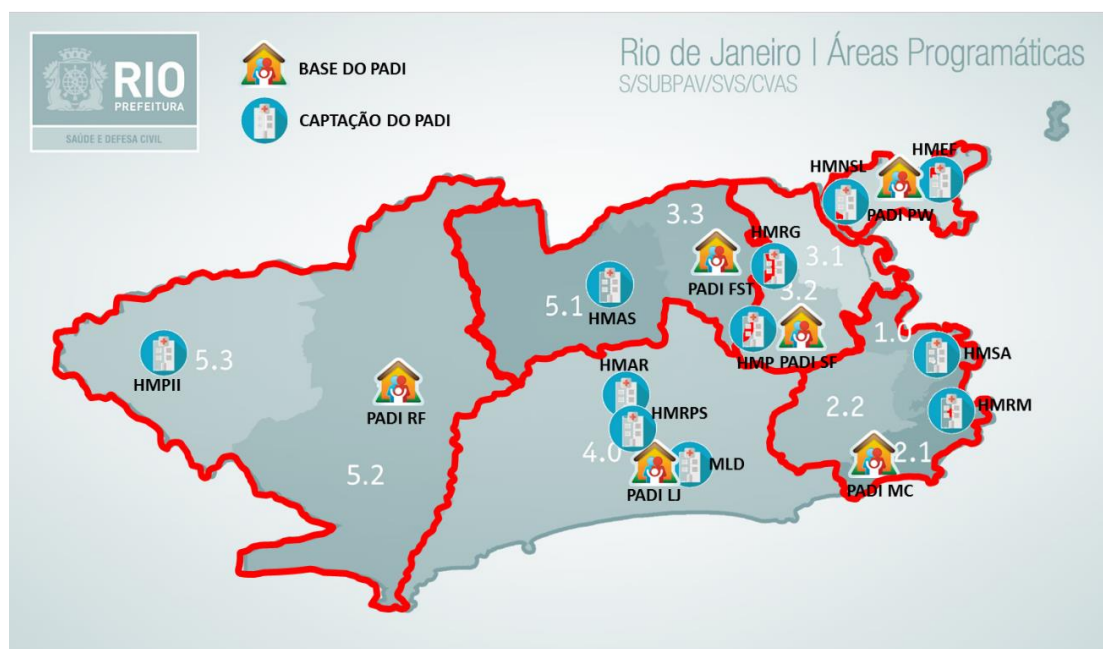 RIO
PREFEITURA
SAÚDE E DEFESA CIVIL
BASE DO PADI
CAPTAÇÃO DO PADI
Rio de Janeiro | Áreas Programáticas
S/SUBPAV/SVS/CVAS
HMEF
HMNSL
PADI PW
3.3
HMRG
3.1
PADI FST
3.2
5.1
HMAS
1.0
HMP PADI SF
HMSA
5.3
HMPII
HMAR
PADI RF
HMRPS
2.2
HMRM
4.0
MLD
2.1
5.2
PADI LJ
PADI MC